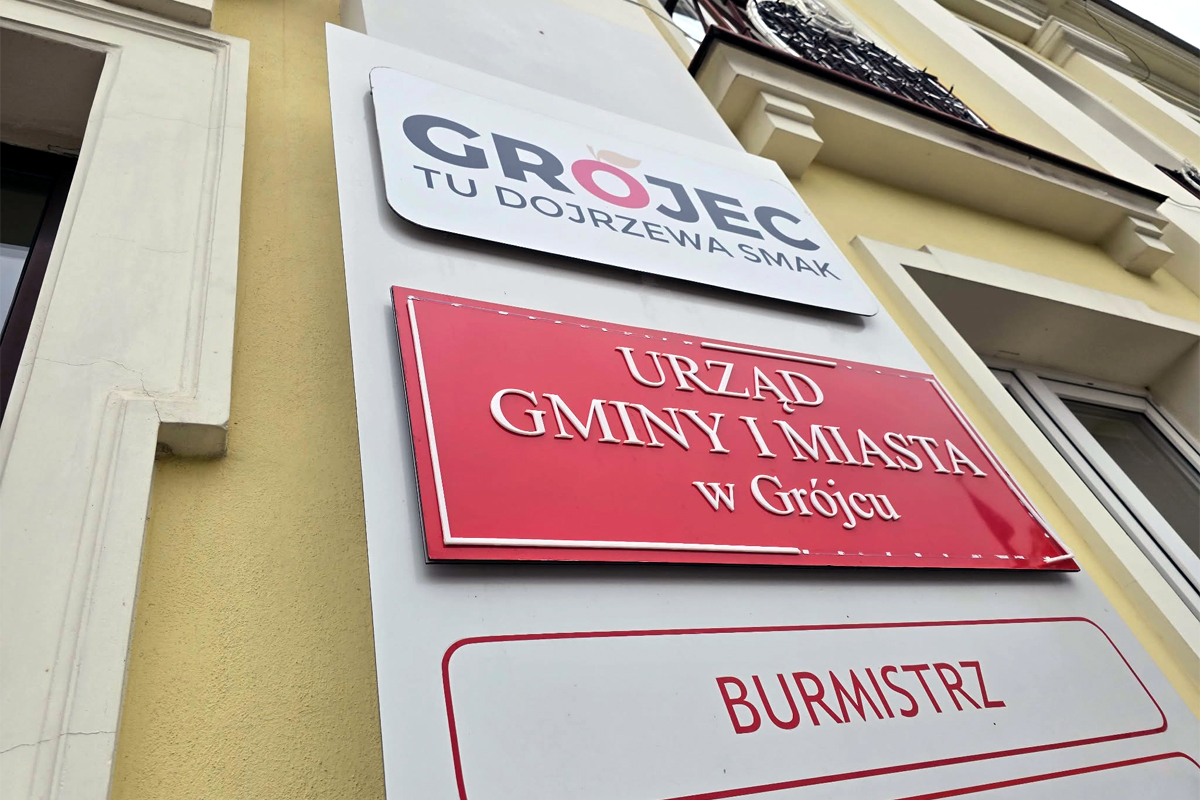 GRÓJEC
TU DOJRZEWA SMAK
URZĄD
GMINY I MIASTA
w Grójcu
BURMISTRZ